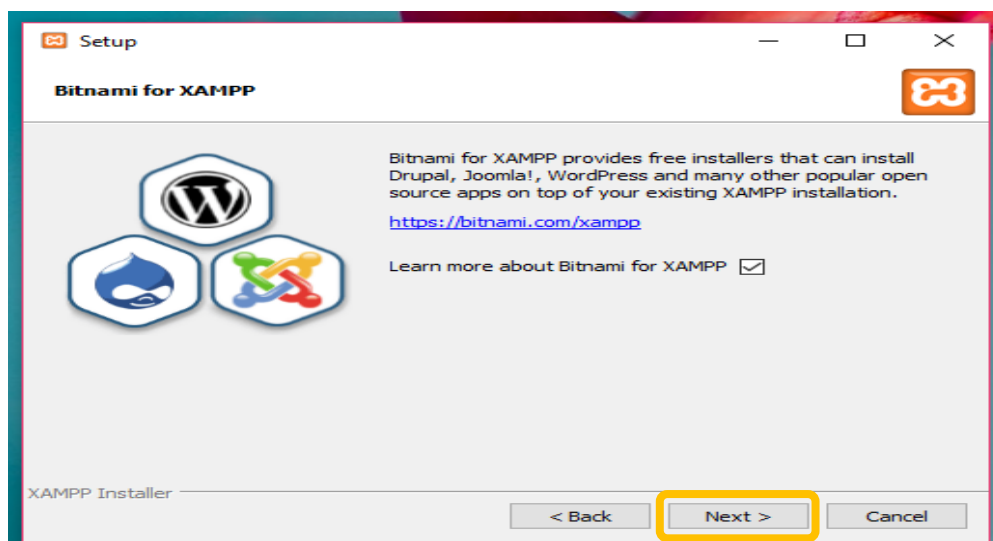 Setup
Bitnami for XAMPP
Bitnami for XAMPP provides free installers that can install
Drupal, Joomla!, WordPress and many other popular open
source apps on top of your existing XAMPP installation.
https://bitnami.com/xampp
Learn more about Bitnami for XAMPP
XAMPP Installer
< Back Next > Cancel